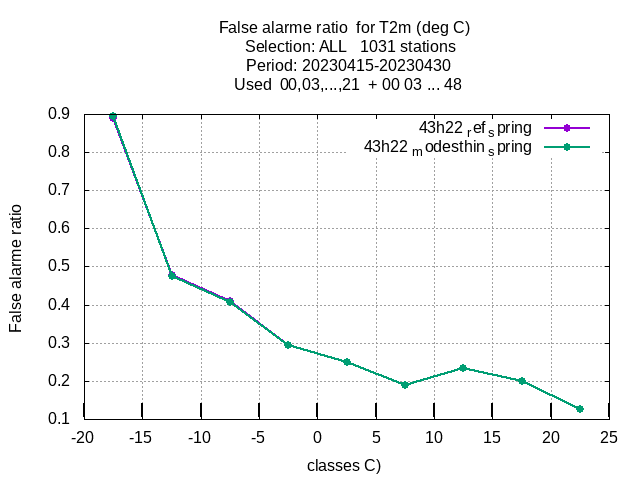 False alarme ratio  for T2m (deg C)
Selection: ALL   1031 stations
Period: 20230415-20230430
Used  00,03,...,21  + 00 03 ... 48
43h22 ref spring
43h22 modesthin spring
False alarme ratio
0.9
0.8
0.7
0.6
0.5
0.4
0.3
0.2
0.1
-20 -15 -10 -5 0 5 10 15 20 25
classes C)